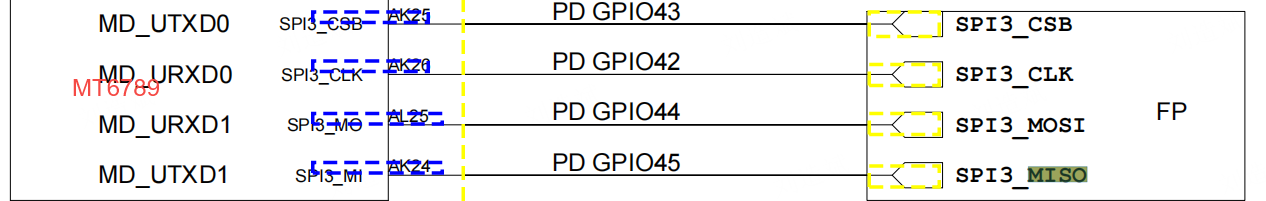 MD_UTXD0 SPI3_CSB AK25 PD GPIO43 SPI3_CSB
MD_URXD0 SPI3_CLK AK26 PD GPIO42 SPI3_CLK
MT6789
FP
MD_URXD1 SPI3_MO AL25 PD GPIO44 SPI3_MOSI
MD_UTXD1 SPI3_MI AK24 PD GPIO45 SPI3_MISO